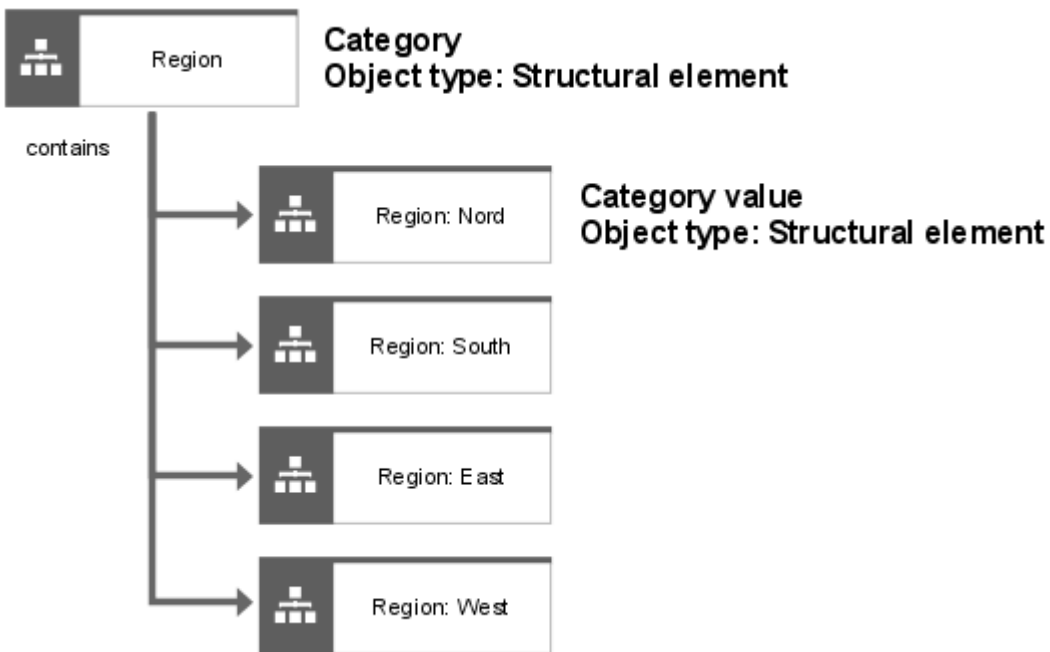 Region
Category
Object type: Structural element
contains
Region: Nord
Category value
Object type: Structural element
Region: South
Region: East
Region: West